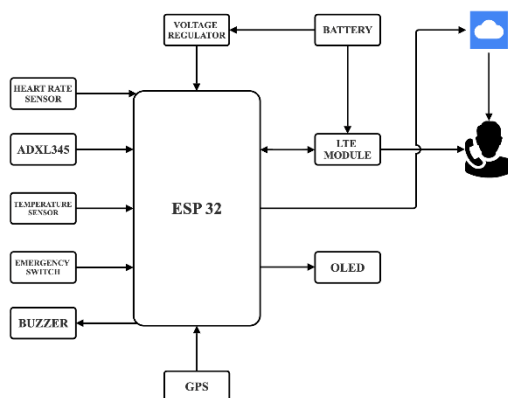 VOLTAGE
REGULATOR
BATTERY
HEART RATE
SENSOR
ADXL345
LTE
MODULE
TEMPERATURE
SENSOR
ESP 32
EMERGENCY
SWITCH
OLED
BUZZER
GPS